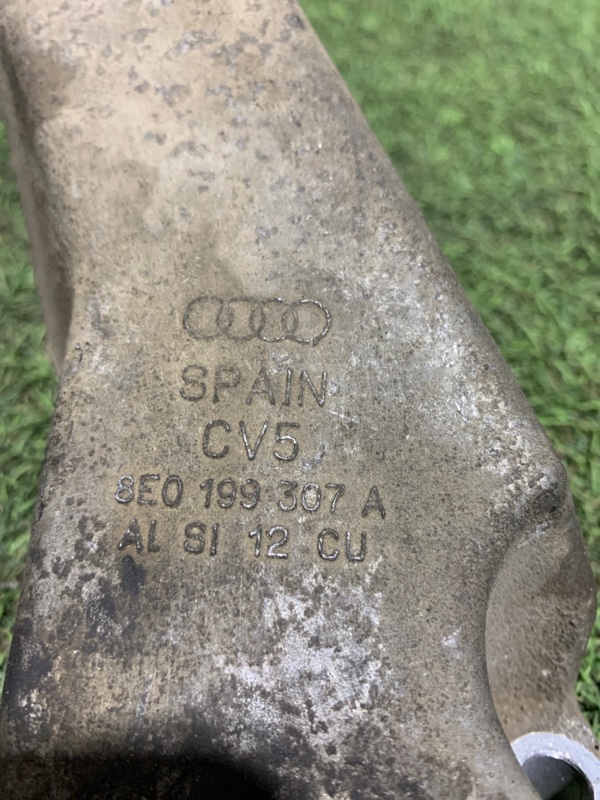 SPAIN
CV5
8E0 199 307 A
AL SI 12 CU